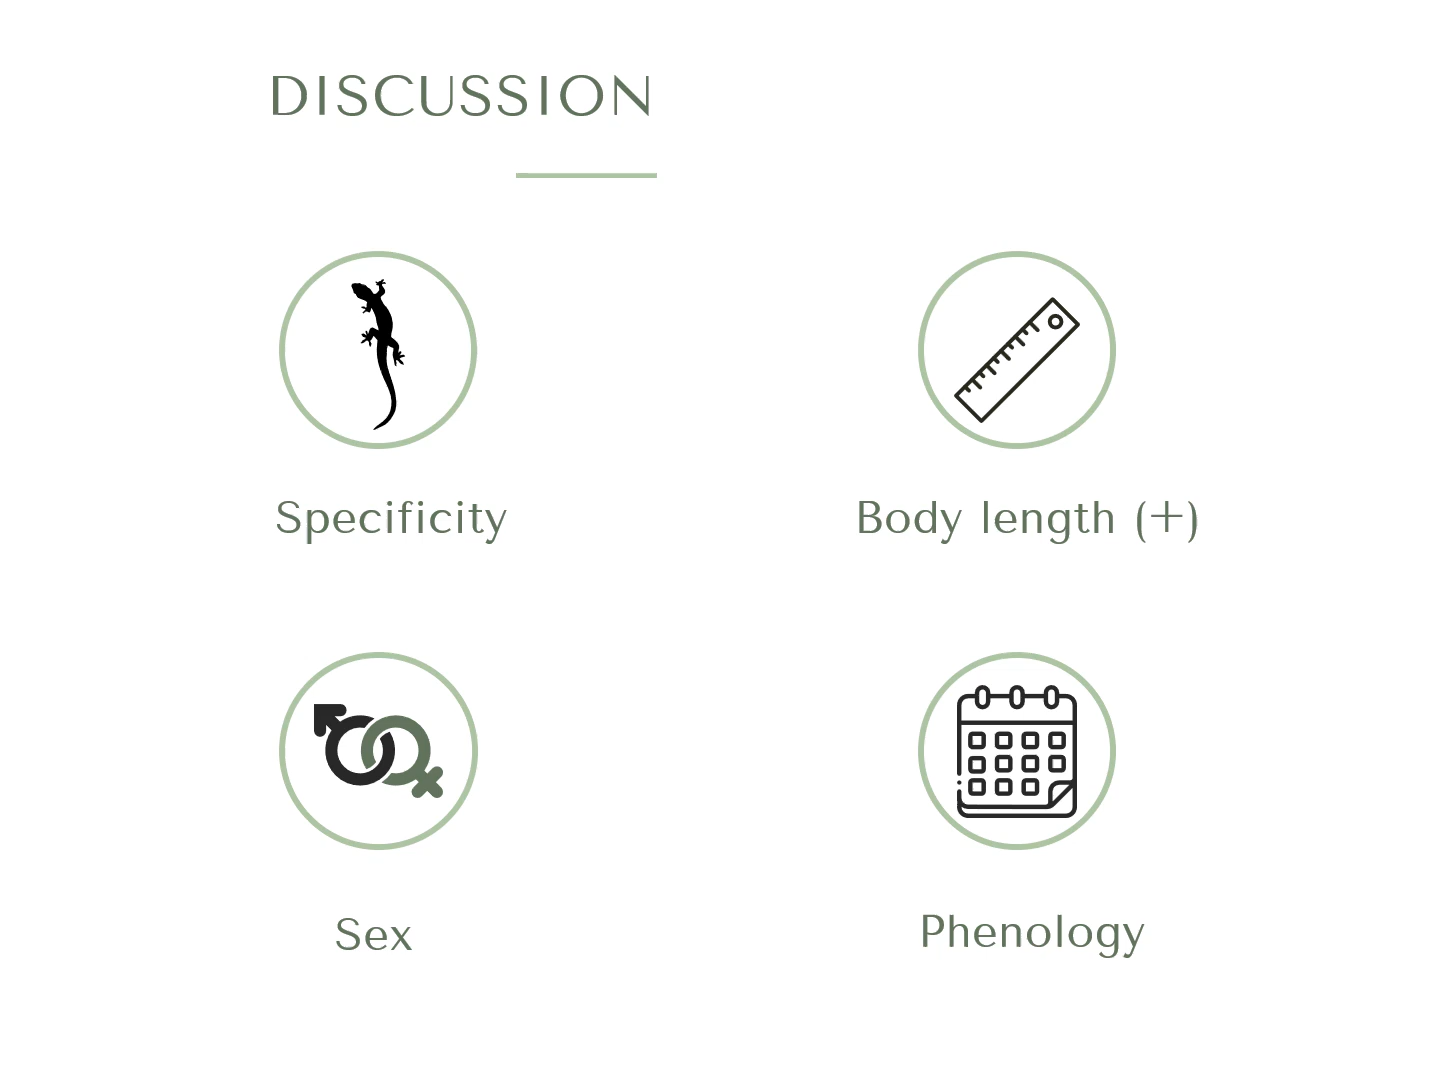 DISCUSSION
Specificity
Body length (+)
Sex
Phenology